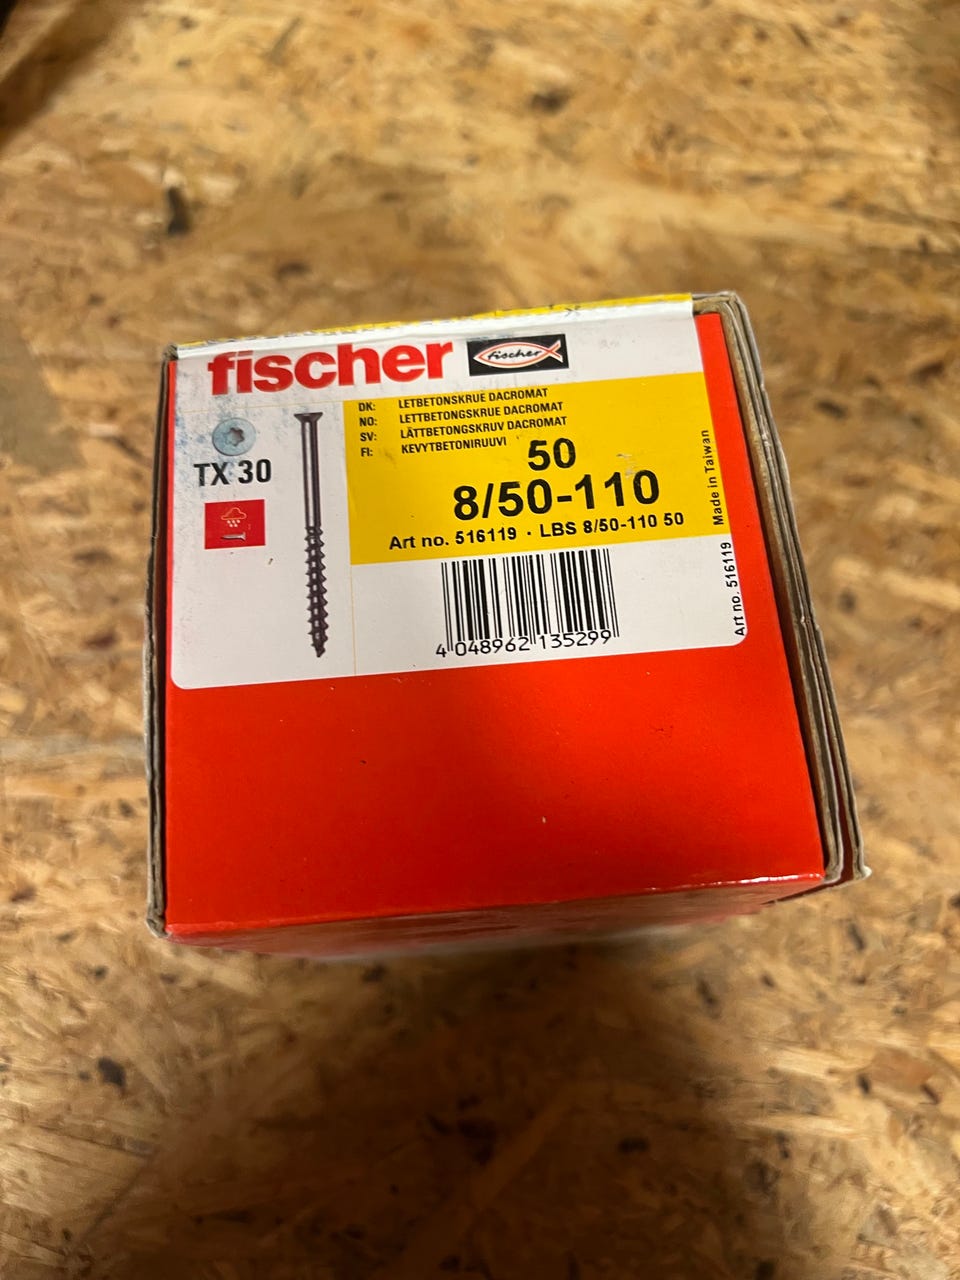 fischer
fischer
TX 30
DK: LETBETONSKRUE DACROMAT
NO: LETTBETONGSKRUE DACROMAT
SV: LÄTTBETONGSKRUV DACROMAT
FI: KEVYTBETONIRUUVI
50
8/50-110
Art no. 516119 · LBS 8/50-110 50
4 048962 135299
Art no. 516119 Made in Taiwan